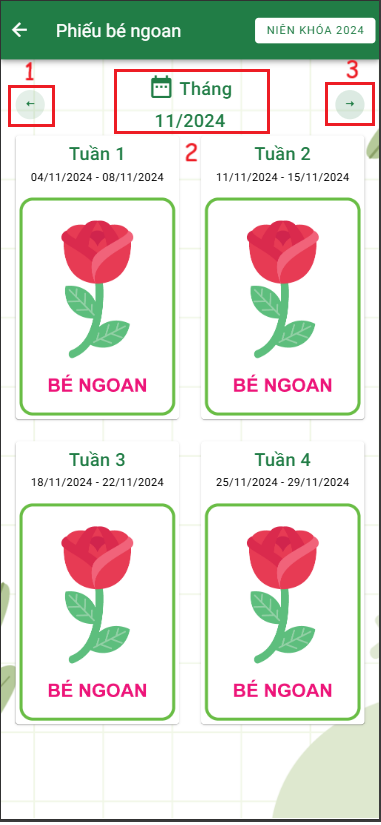 Phiếu bé ngoan
NIÊN KHÓA 2024
1
3
Tháng
11/2024
2
Tuần 1
04/11/2024 - 08/11/2024
BÉ NGOAN
Tuần 2
11/11/2024 - 15/11/2024
BÉ NGOAN
Tuần 3
18/11/2024 - 22/11/2024
BÉ NGOAN
Tuần 4
25/11/2024 - 29/11/2024
BÉ NGOAN